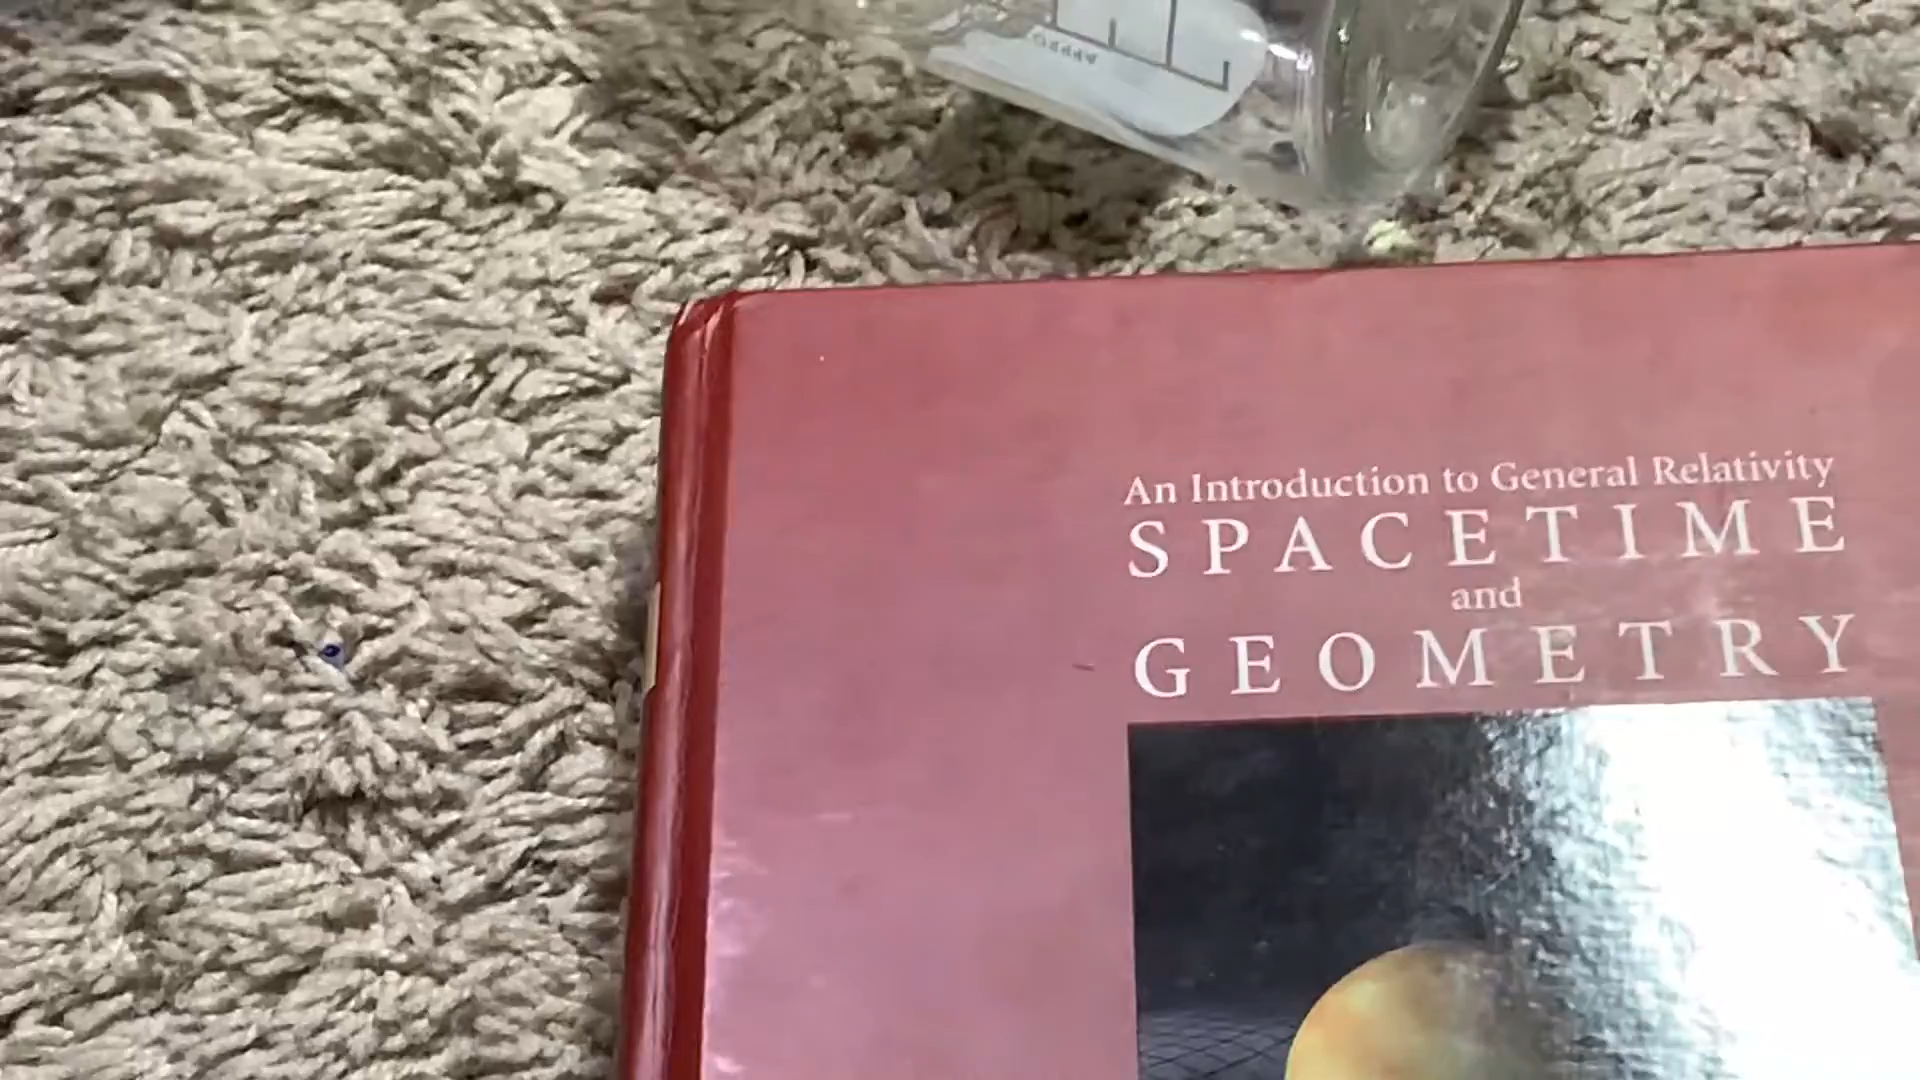 An Introduction to General Relativity
SPACETIME
and
GEOMETRY